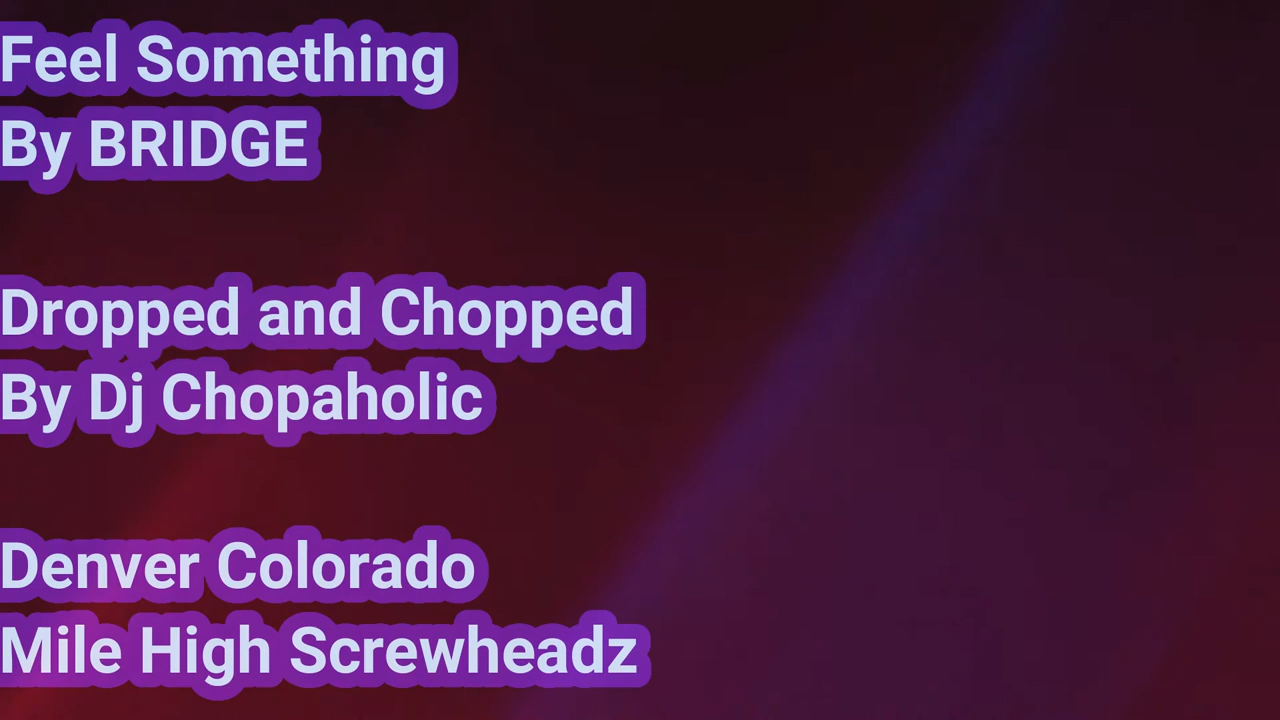 Feel Something
By BRIDGE
Dropped and Chopped
By Dj Chopaholic
Denver Colorado
Mile High Screwheadz